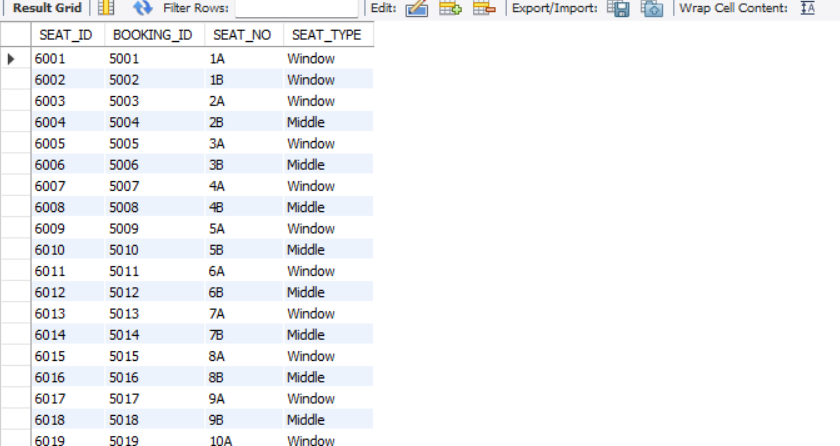 Result Grid Filter Rows: Edit: Export/Import: Wrap Cell Content: IA
SEAT_ID BOOKING_ID SEAT_NO SEAT_TYPE
6001 5001 1A Window
6002 5002 1B Window
6003 5003 2A Window
6004 5004 2B Middle
6005 5005 3A Window
6006 5006 3B Middle
6007 5007 4A Window
6008 5008 4B Middle
6009 5009 5A Window
6010 5010 5B Middle
6011 5011 6A Window
6012 5012 6B Middle
6013 5013 7A Window
6014 5014 7B Middle
6015 5015 8A Window
6016 5016 8B Middle
6017 5017 9A Window
6018 5018 9B Middle
6019 5019 10A Window